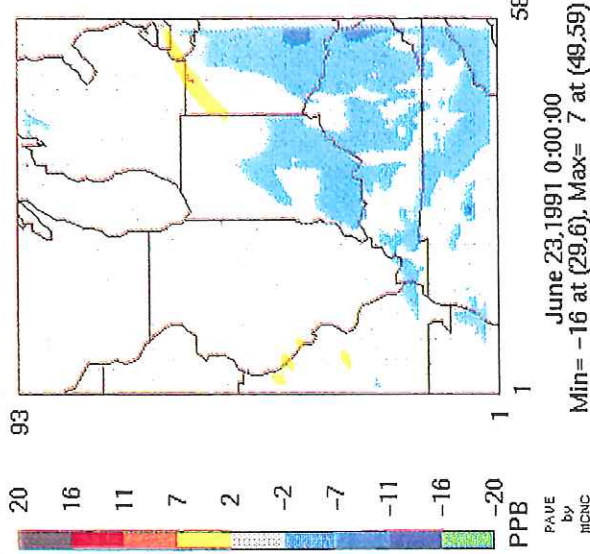 93
20
16
11
7
2
-2
-7
-11
-16
-20
PPB
PAVE
by
MCNC
1
1
58
June 23,1991 0:00:00
Min= -16 at (29,6), Max= 7 at (49,59)